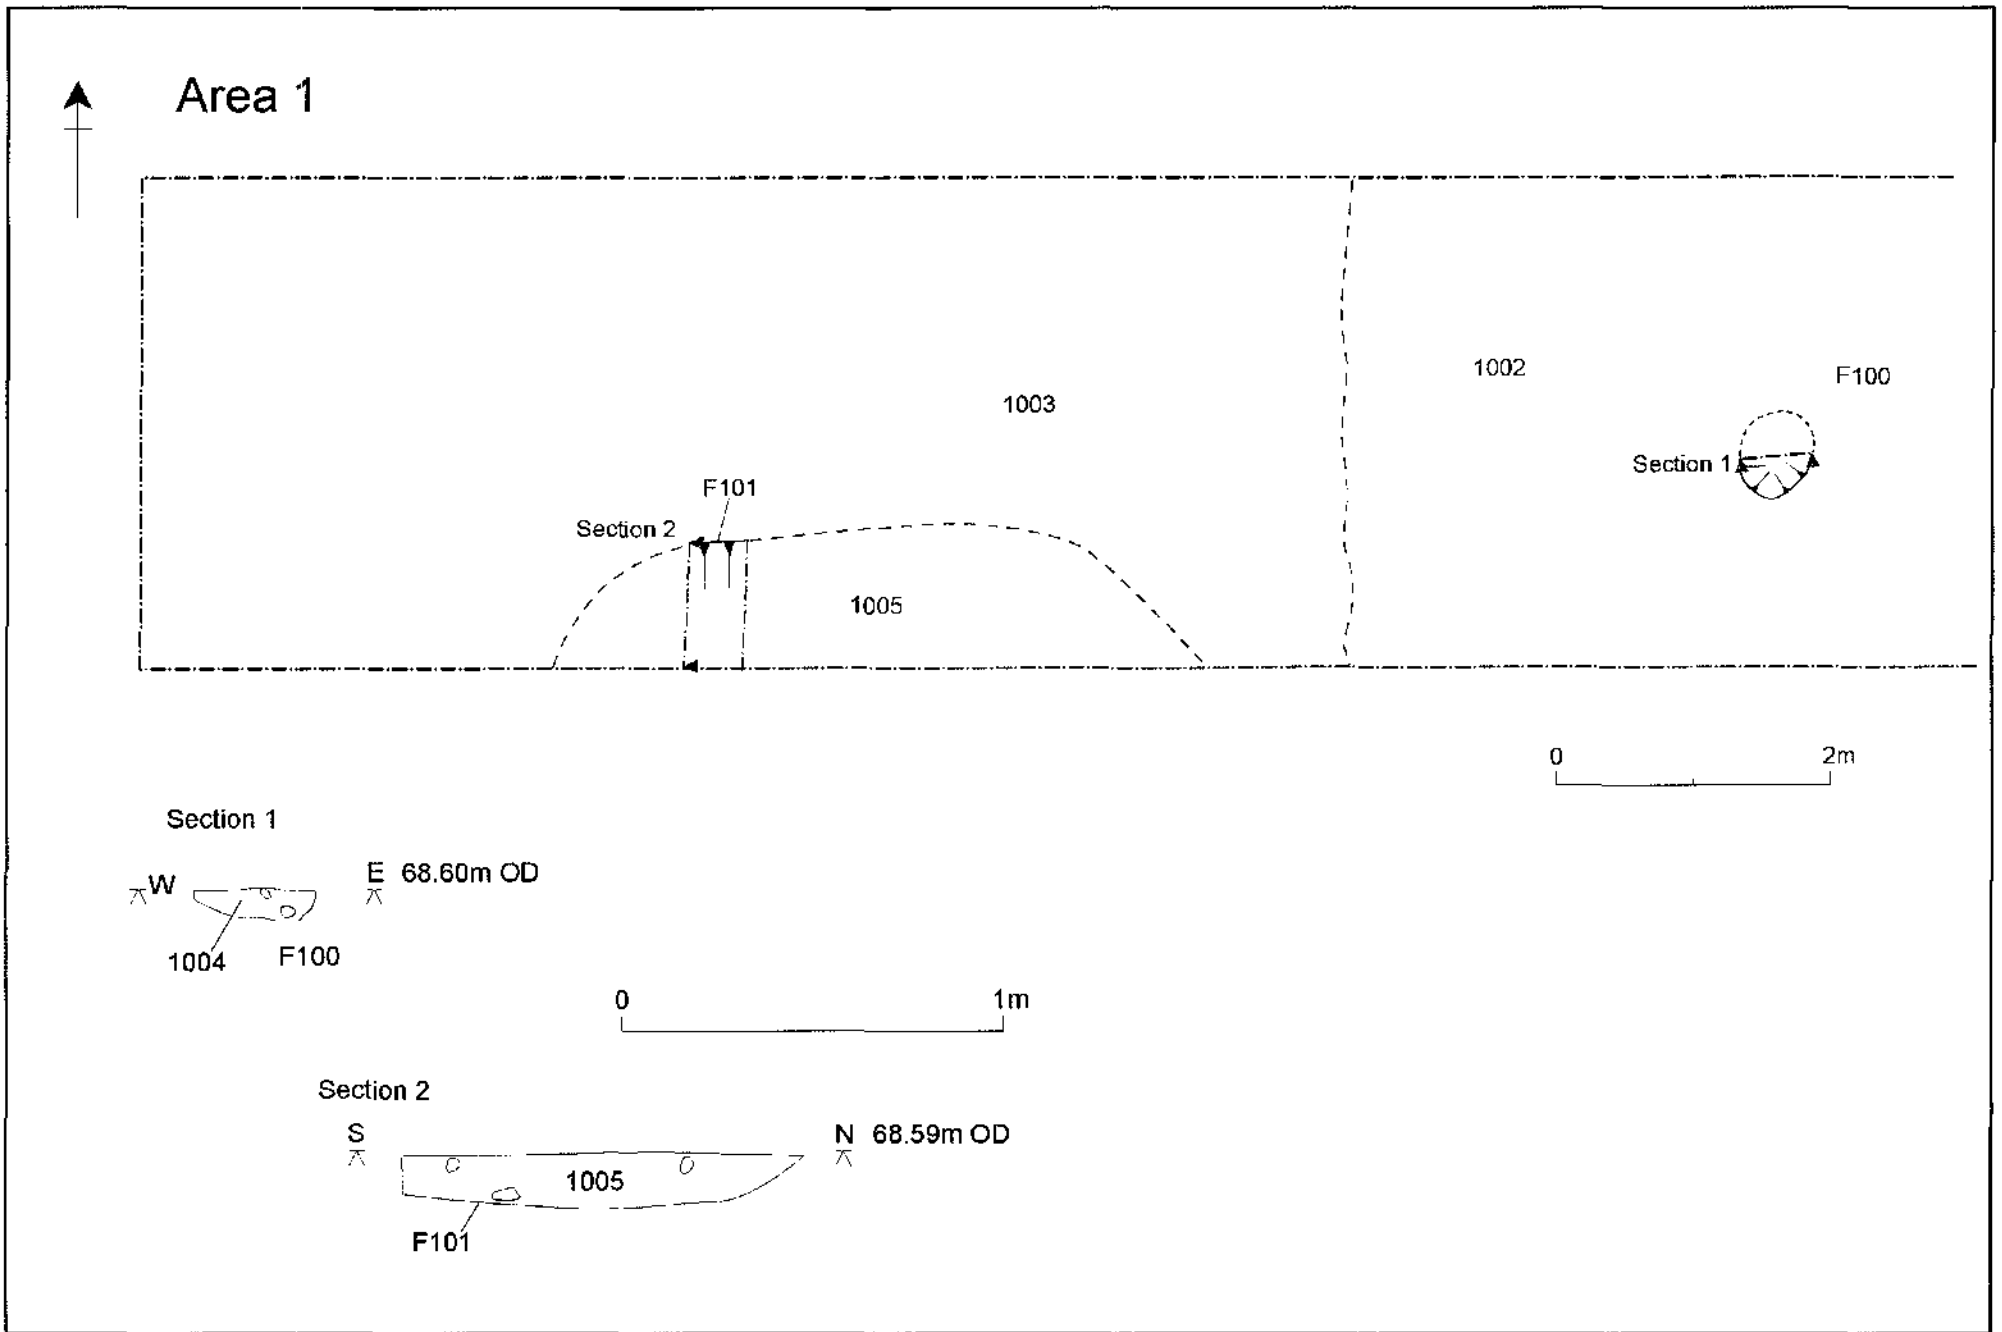 Area 1
1002
F100
1003
Section 1
F101
Section 2
1005
0 2m
Section 1
W E 68.60m OD
1004 F100
0 1m
Section 2
S N 68.59m OD
1005
F101